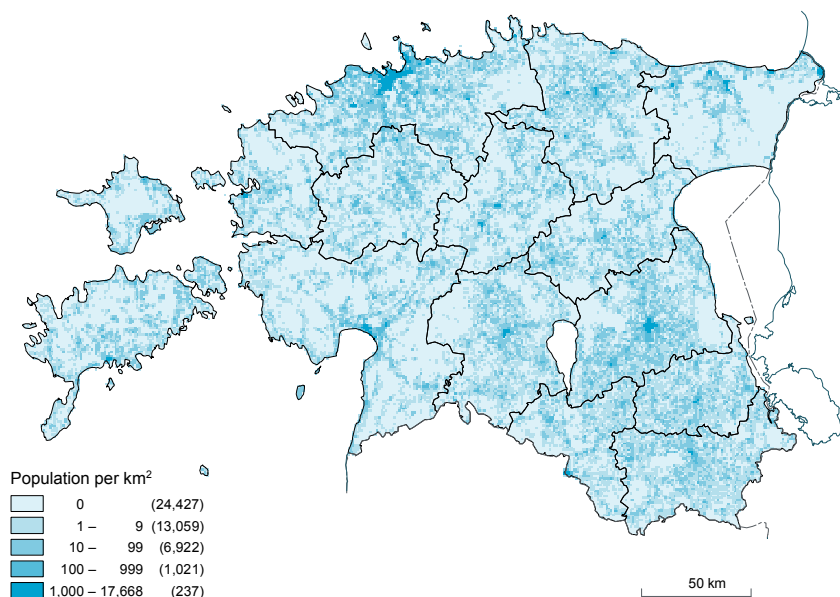 Population per km²
0 (24,427)
1 – 9 (13,059)
10 – 99 (6,922)
100 – 999 (1,021)
1,000 – 17,668 (237)
50 km